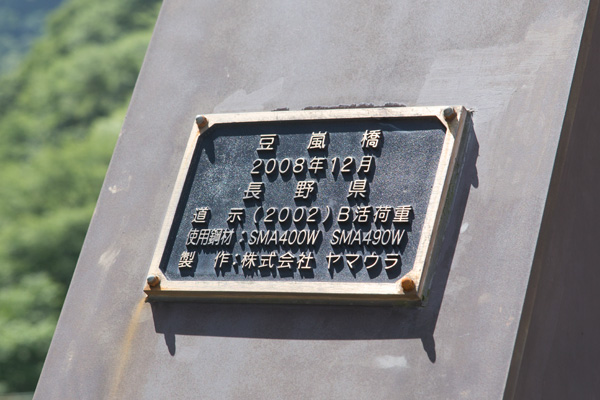 豆嵐橋
2008年12月
長野県
道示(2002)B活荷重
使用鋼材:SMA400W SMA490W
製作:株式会社 ヤマウラ